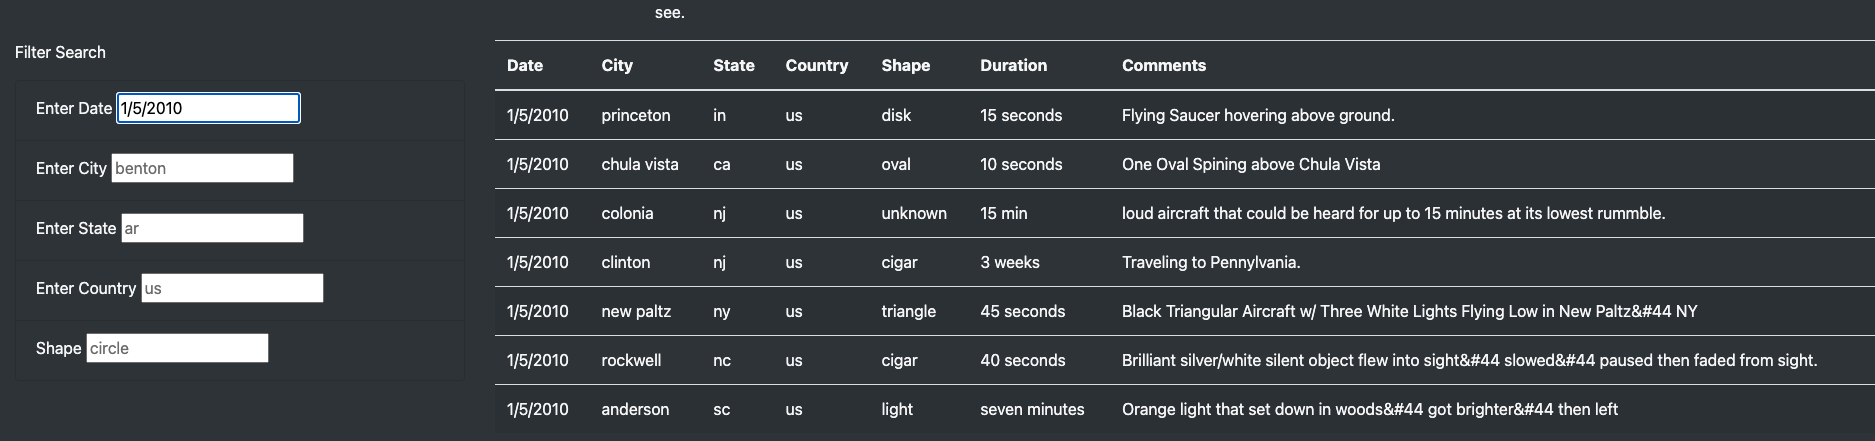 see.
Filter Search
Enter Date 1/5/2010
Enter City benton
Enter State ar
Enter Country us
Shape circle
Date City State Country Shape Duration Comments
1/5/2010 princeton in us disk 15 seconds Flying Saucer hovering above ground.
1/5/2010 chula vista ca us oval 10 seconds One Oval Spining above Chula Vista
1/5/2010 colonia nj us unknown 15 min loud aircraft that could be heard for up to 15 minutes at its lowest rummble.
1/5/2010 clinton nj us cigar 3 weeks Traveling to Pennylvania.
1/5/2010 new paltz ny us triangle 45 seconds Black Triangular Aircraft w/ Three White Lights Flying Low in New Paltz&#44 NY
1/5/2010 rockwell nc us cigar 40 seconds Brilliant silver/white silent object flew into sight&#44 slowed&#44 paused then faded from sight.
1/5/2010 anderson sc us light seven minutes Orange light that set down in woods&#44 got brighter&#44 then left